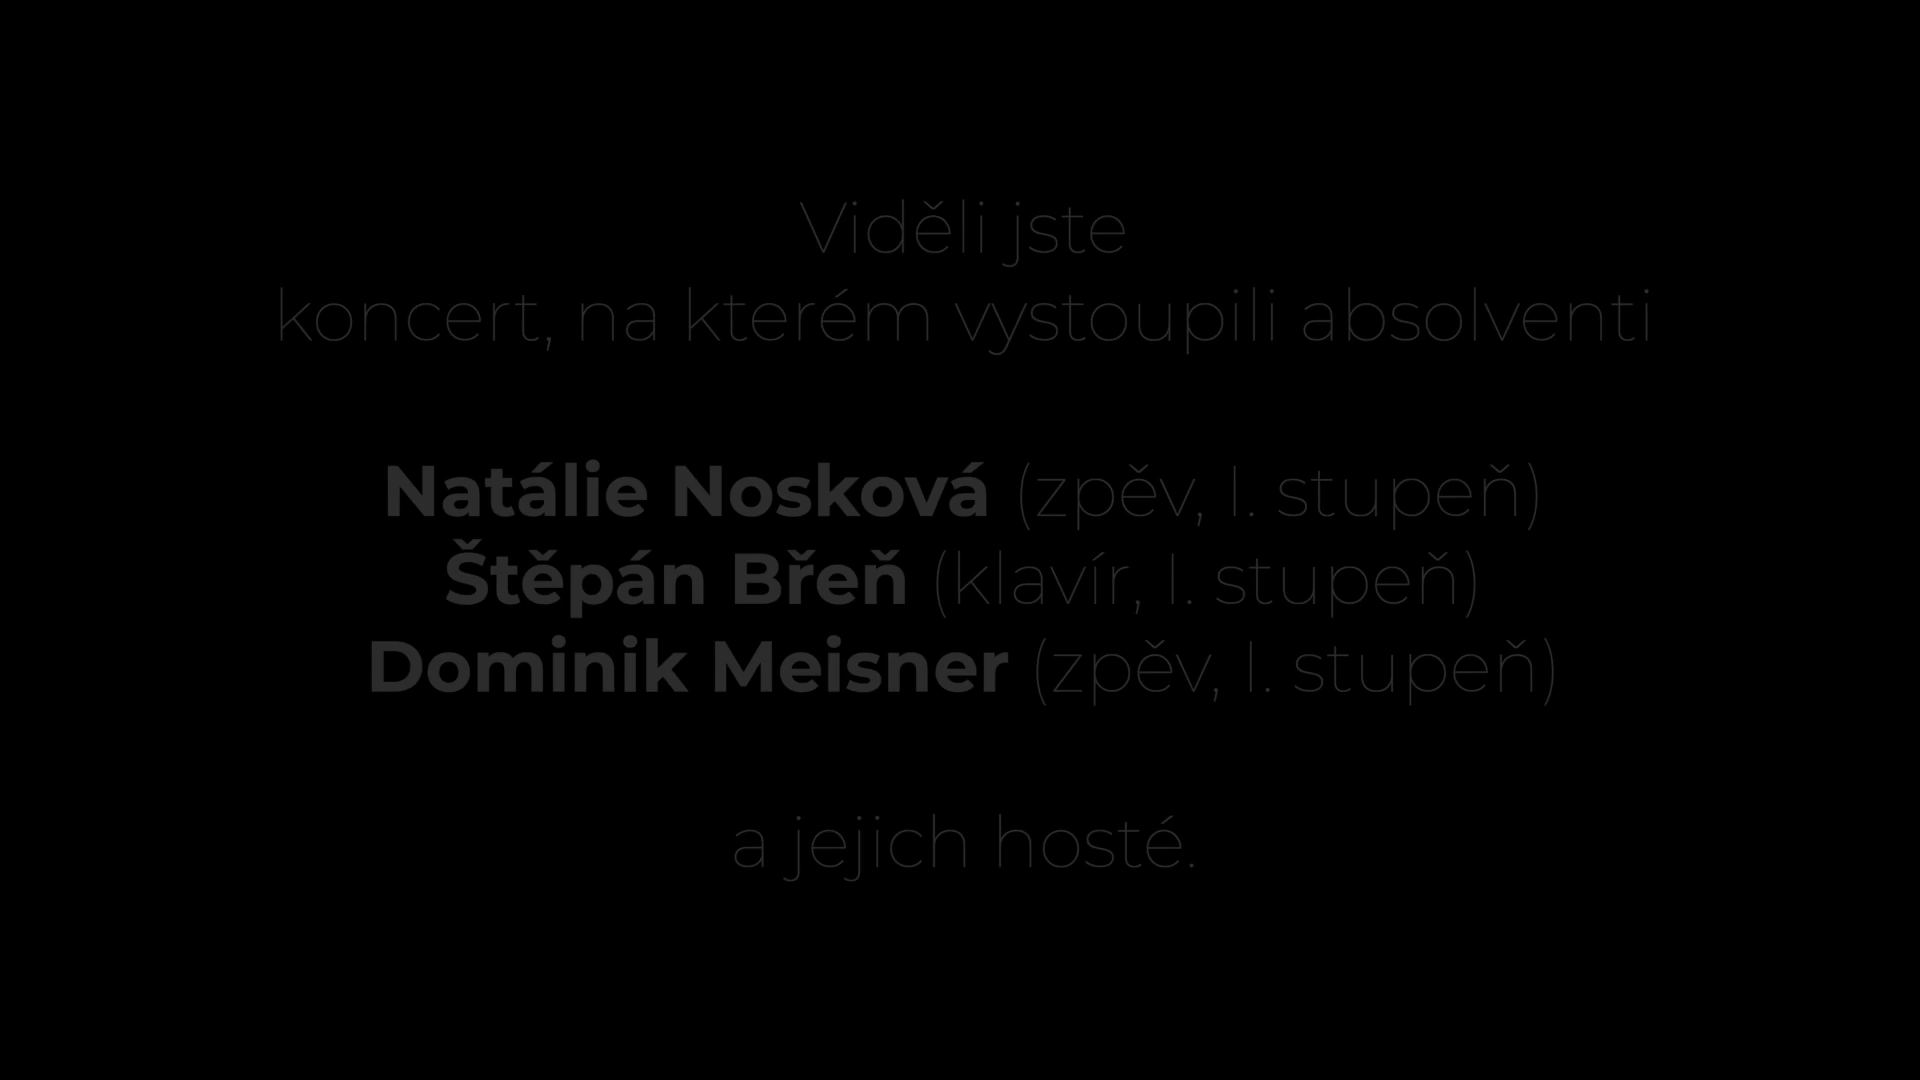 Viděli jste
koncert, na kterém vystoupili absolventi
Natálie Nosková (zpěv, I. stupeň)
Štěpán Břeň (klavír, I. stupeň)
Dominik Meisner (zpěv, I. stupeň)
a jejich hosté.